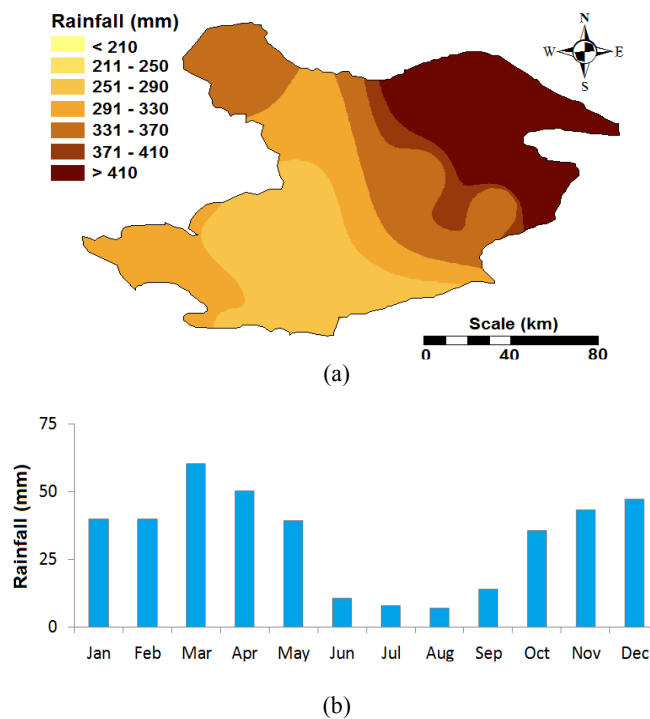 Rainfall (mm)
< 210
211 - 250
251 - 290
291 - 330
331 - 370
371 - 410
> 410
N
W E
S
Scale (km)
0 40 80
(a)
75
50
25
0
Rainfall (mm)
Jan Feb Mar Apr May Jun Jul Aug Sep Oct Nov Dec
(b)